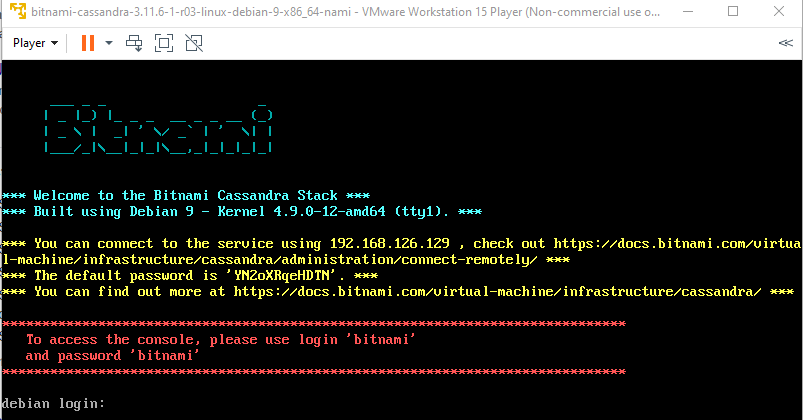 bitnami-cassandra-3.11.6-1-r03-linux-debian-9-x86_64-nami - VMware Workstation 15 Player (Non-commercial use o...
Player
Bitnami
*** Welcome to the Bitnami Cassandra Stack ***
*** Built using Debian 9 - Kernel 4.9.0-12-amd64 (tty1). ***
*** You can connect to the service using 192.168.126.129 , check out https://docs.bitnami.com/virtua
l-machine/infrastructure/cassandra/administration/connect-remotely/ ***
*** The default password is 'YN2oXRqeHDTN'. ***
*** You can find out more at https://docs.bitnami.com/virtual-machine/infrastructure/cassandra/ ***
******************************************************************************
To access the console, please use login 'bitnami'
and password 'bitnami'
******************************************************************************
debian login: